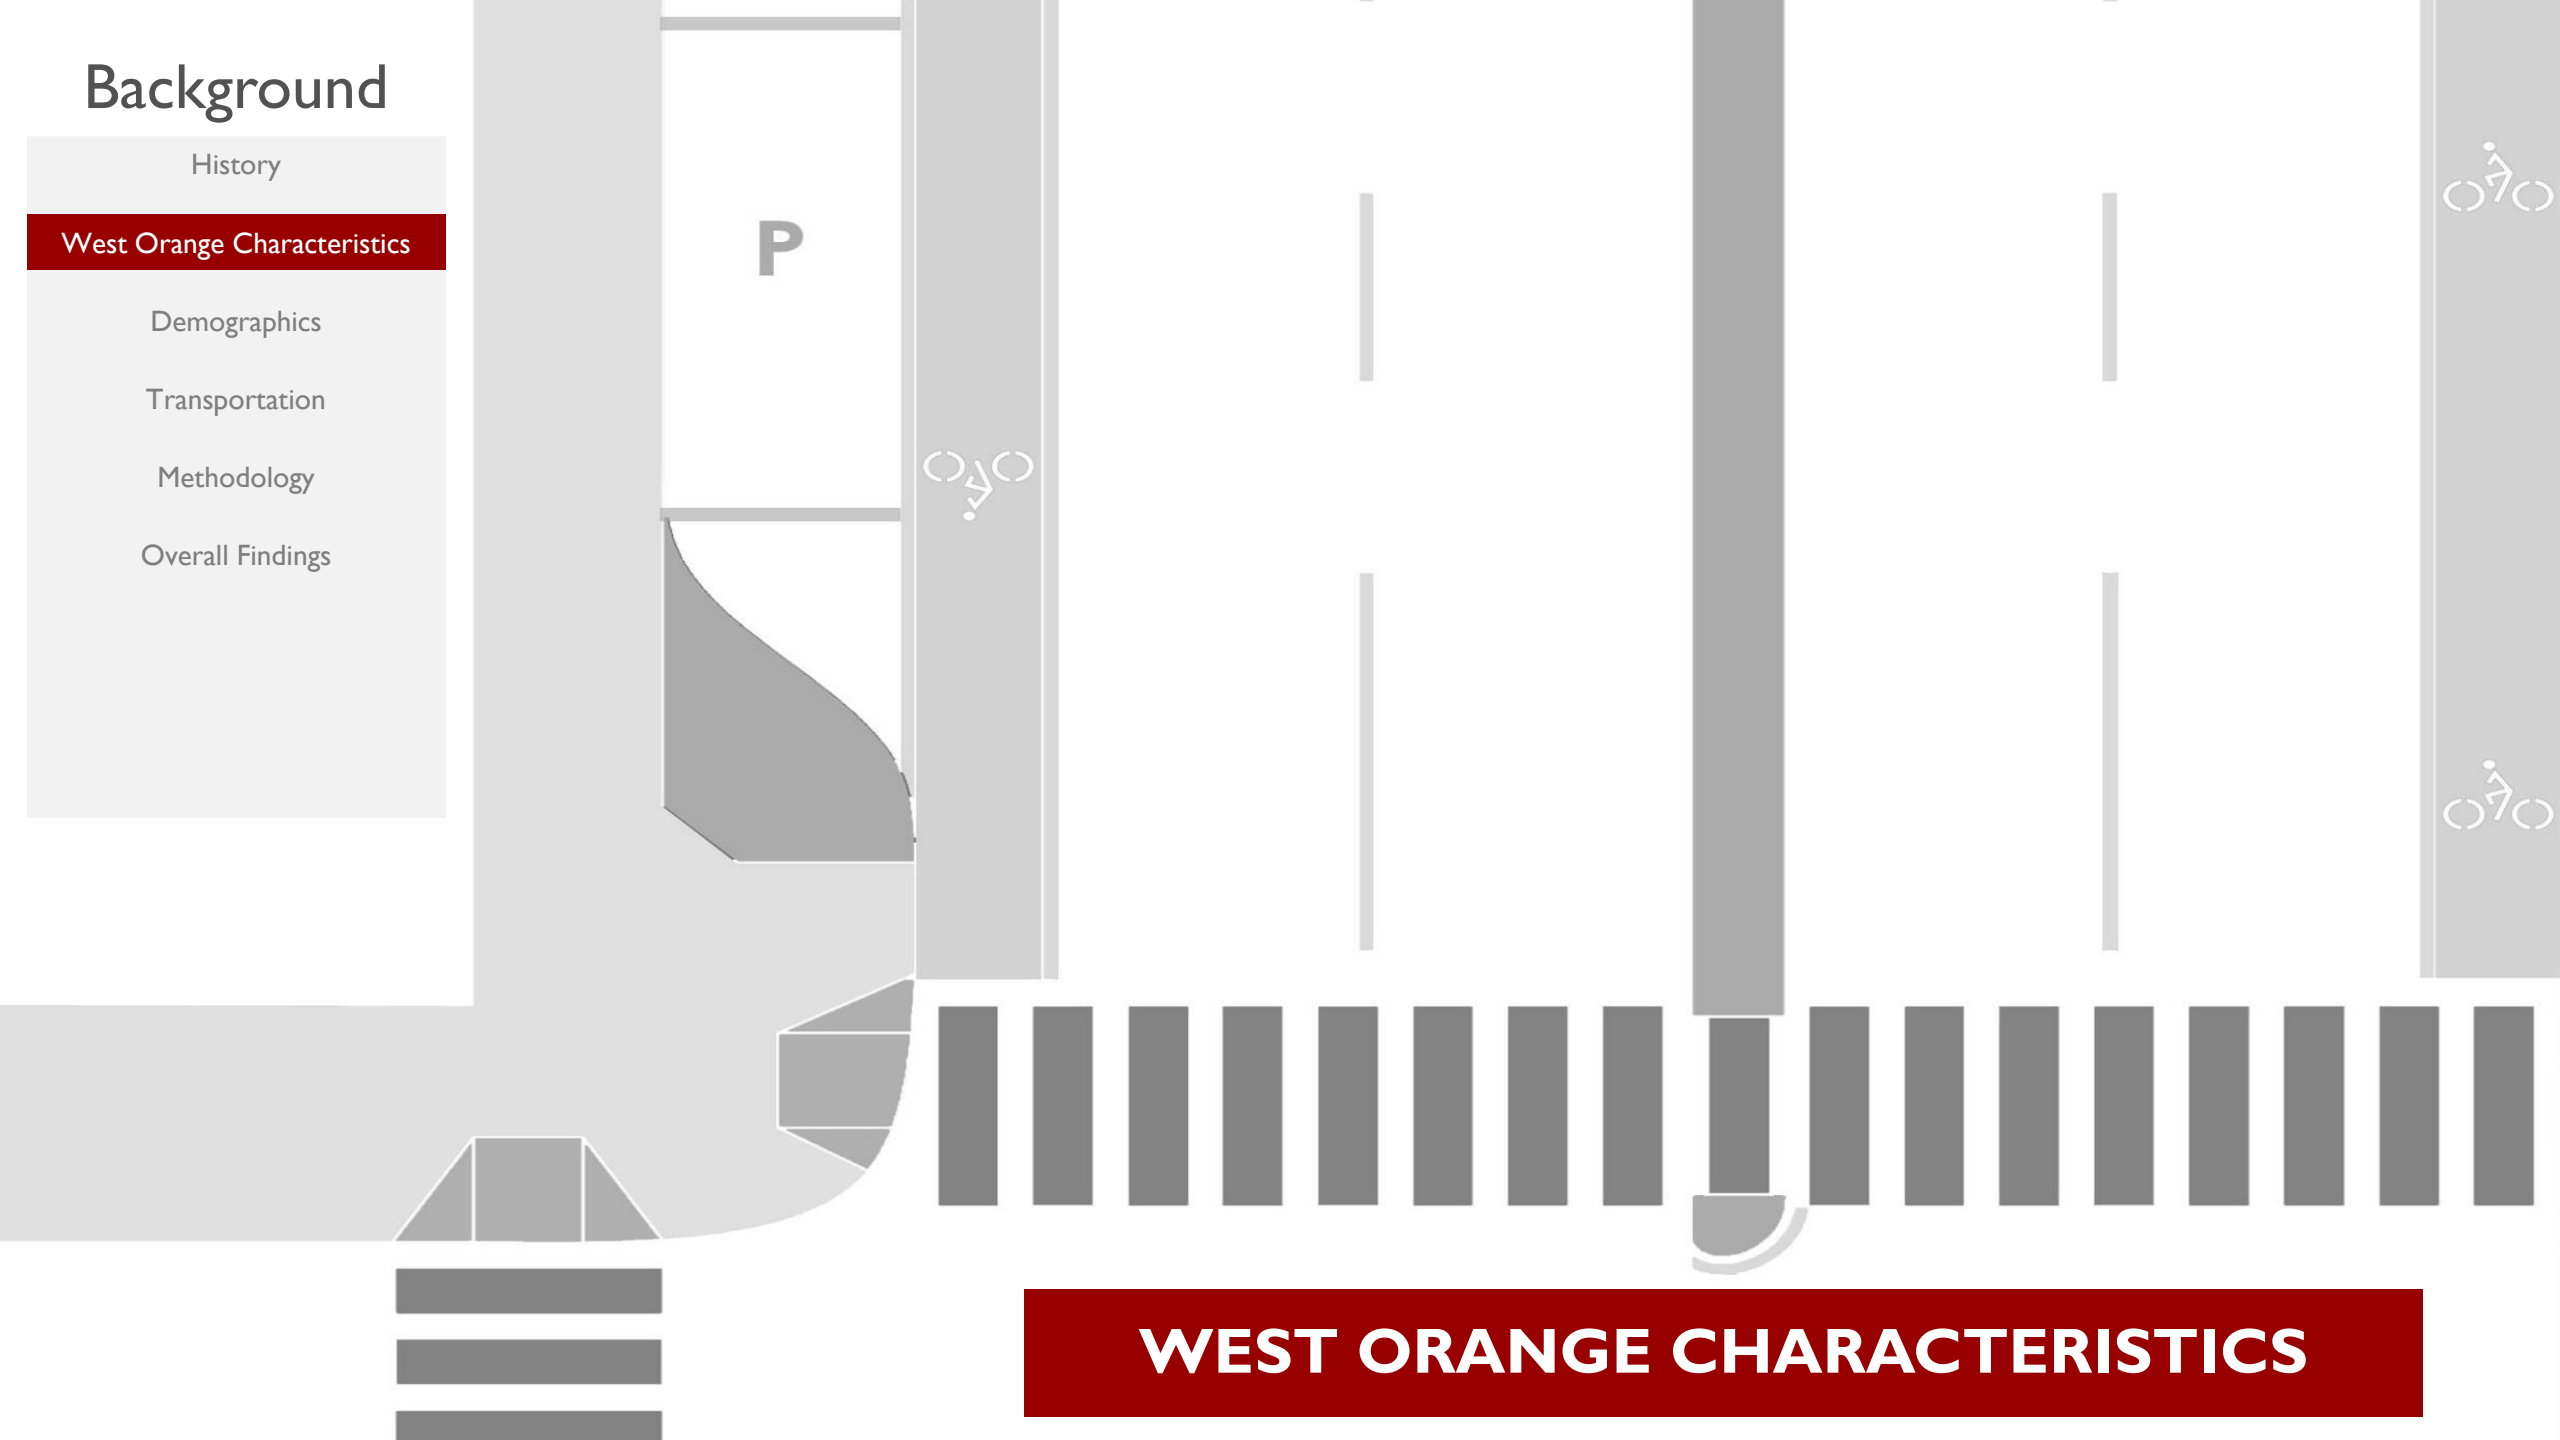 Background
History
West Orange Characteristics
Demographics
Transportation
Methodology
Overall Findings
P
WEST ORANGE CHARACTERISTICS